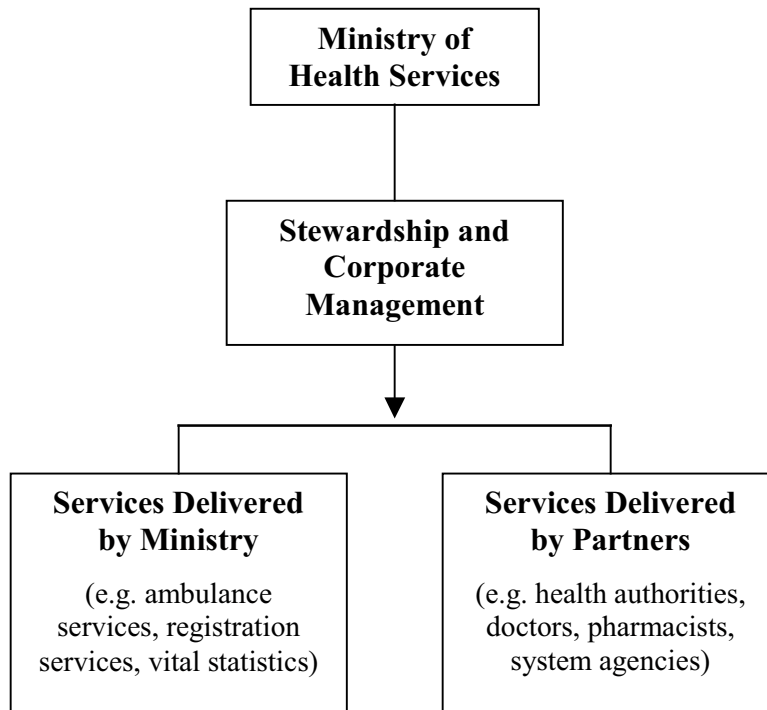 Ministry of
Health Services
Stewardship and
Corporate
Management
Services Delivered
by Ministry
(e.g. ambulance
services, registration
services, vital statistics)
Services Delivered
by Partners
(e.g. health authorities,
doctors, pharmacists,
system agencies)